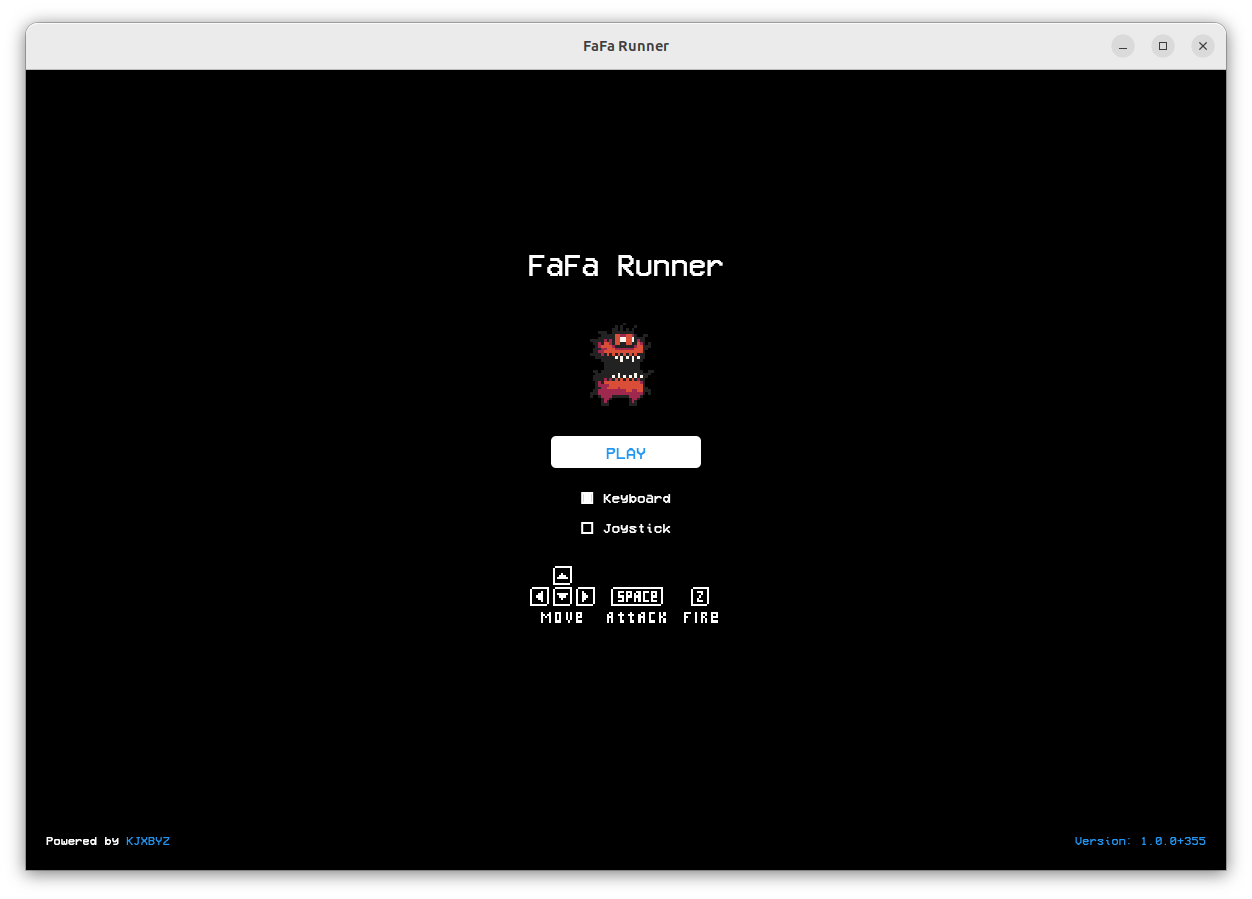 FaFa Runner
FaFa Runner
PLAY
Keyboard
Joystick
SPACE Z
MOVE ATTACK FIRE
Powered by KJXBYZ
Version: 1.0.0+355